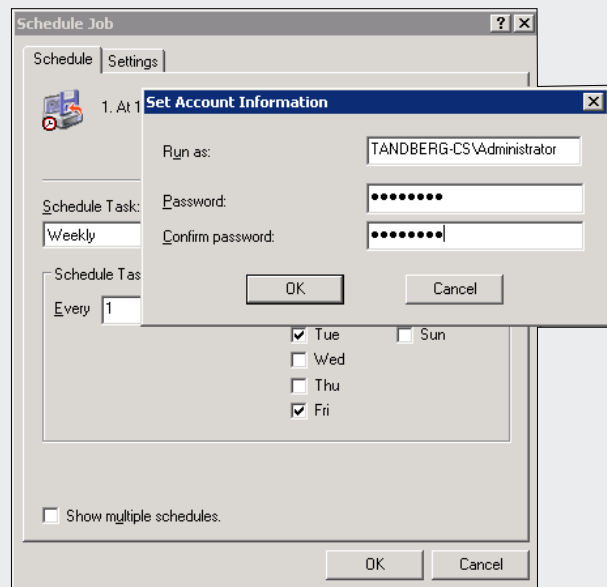 Schedule Job
Schedule
Settings
1. At 1
Set Account Information
Run as:
TANDBERG-CS\Administrator
Password:
●●●●●●●●
Confirm password:
●●●●●●●●
OK
Cancel
Schedule Task:
Weekly
Schedule Tas
Every
1
Tue
Sun
Wed
Thu
Fri
Show multiple schedules.
OK
Cancel